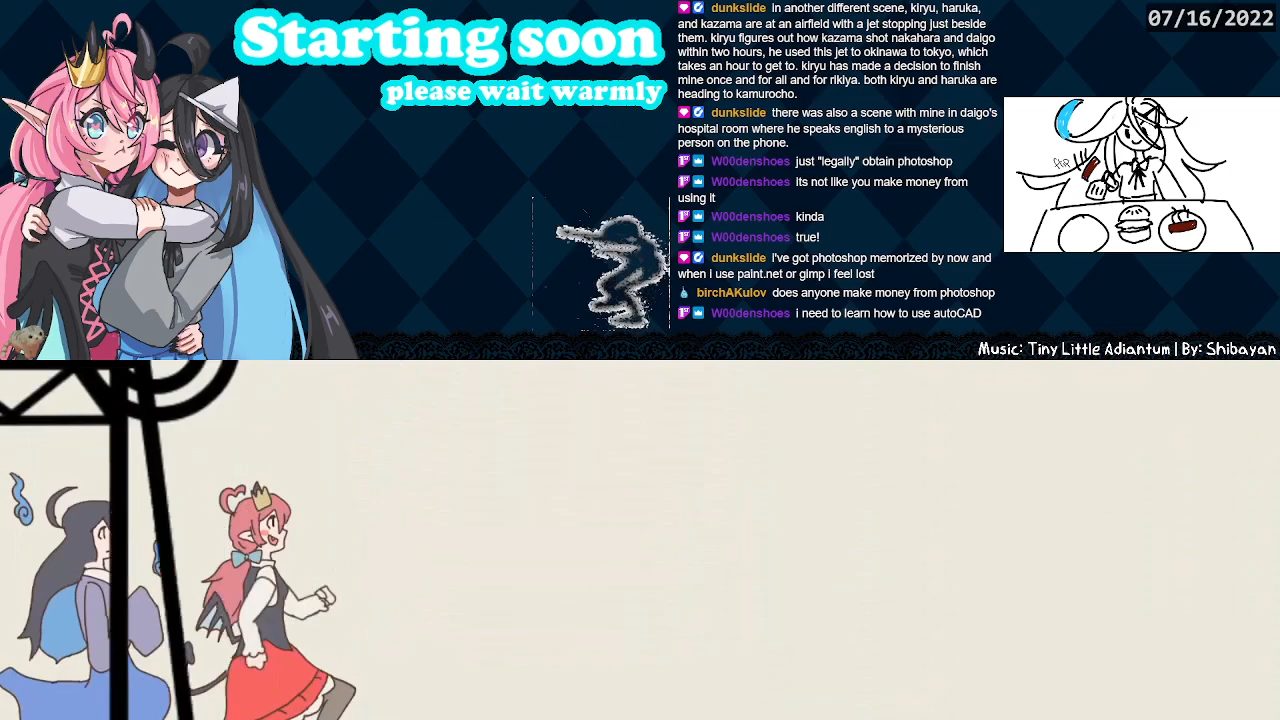 Starting soon
please wait warmly
dunkslide in another different scene, kiryu, haruka,
and kazama are at an airfield with a jet stopping just beside
them. kiryu figures out how kazama shot nakahara and daigo
within two hours, he used this jet to okinawa to tokyo, which
takes an hour to get to. kiryu has made a decision to finish
mine once and for all and for rikiya. both kiryu and haruka are
heading to kamurocho.
dunkslide there was also a scene with mine in daigo's
hospital room where he speaks english to a mysterious
person on the phone.
W00denshoes just "legally" obtain photoshop
W00denshoes Its not like you make money from
using it
W00denshoes kinda
W00denshoes true!
dunkslide I've got photoshop memorized by now and
when i use paint.net or gimp i feel lost
birchAKulov does anyone make money from photoshop
W00denshoes i need to learn how to use autoCAD
07/16/2022
Music: Tiny Little Adiantum | By: Shibayan